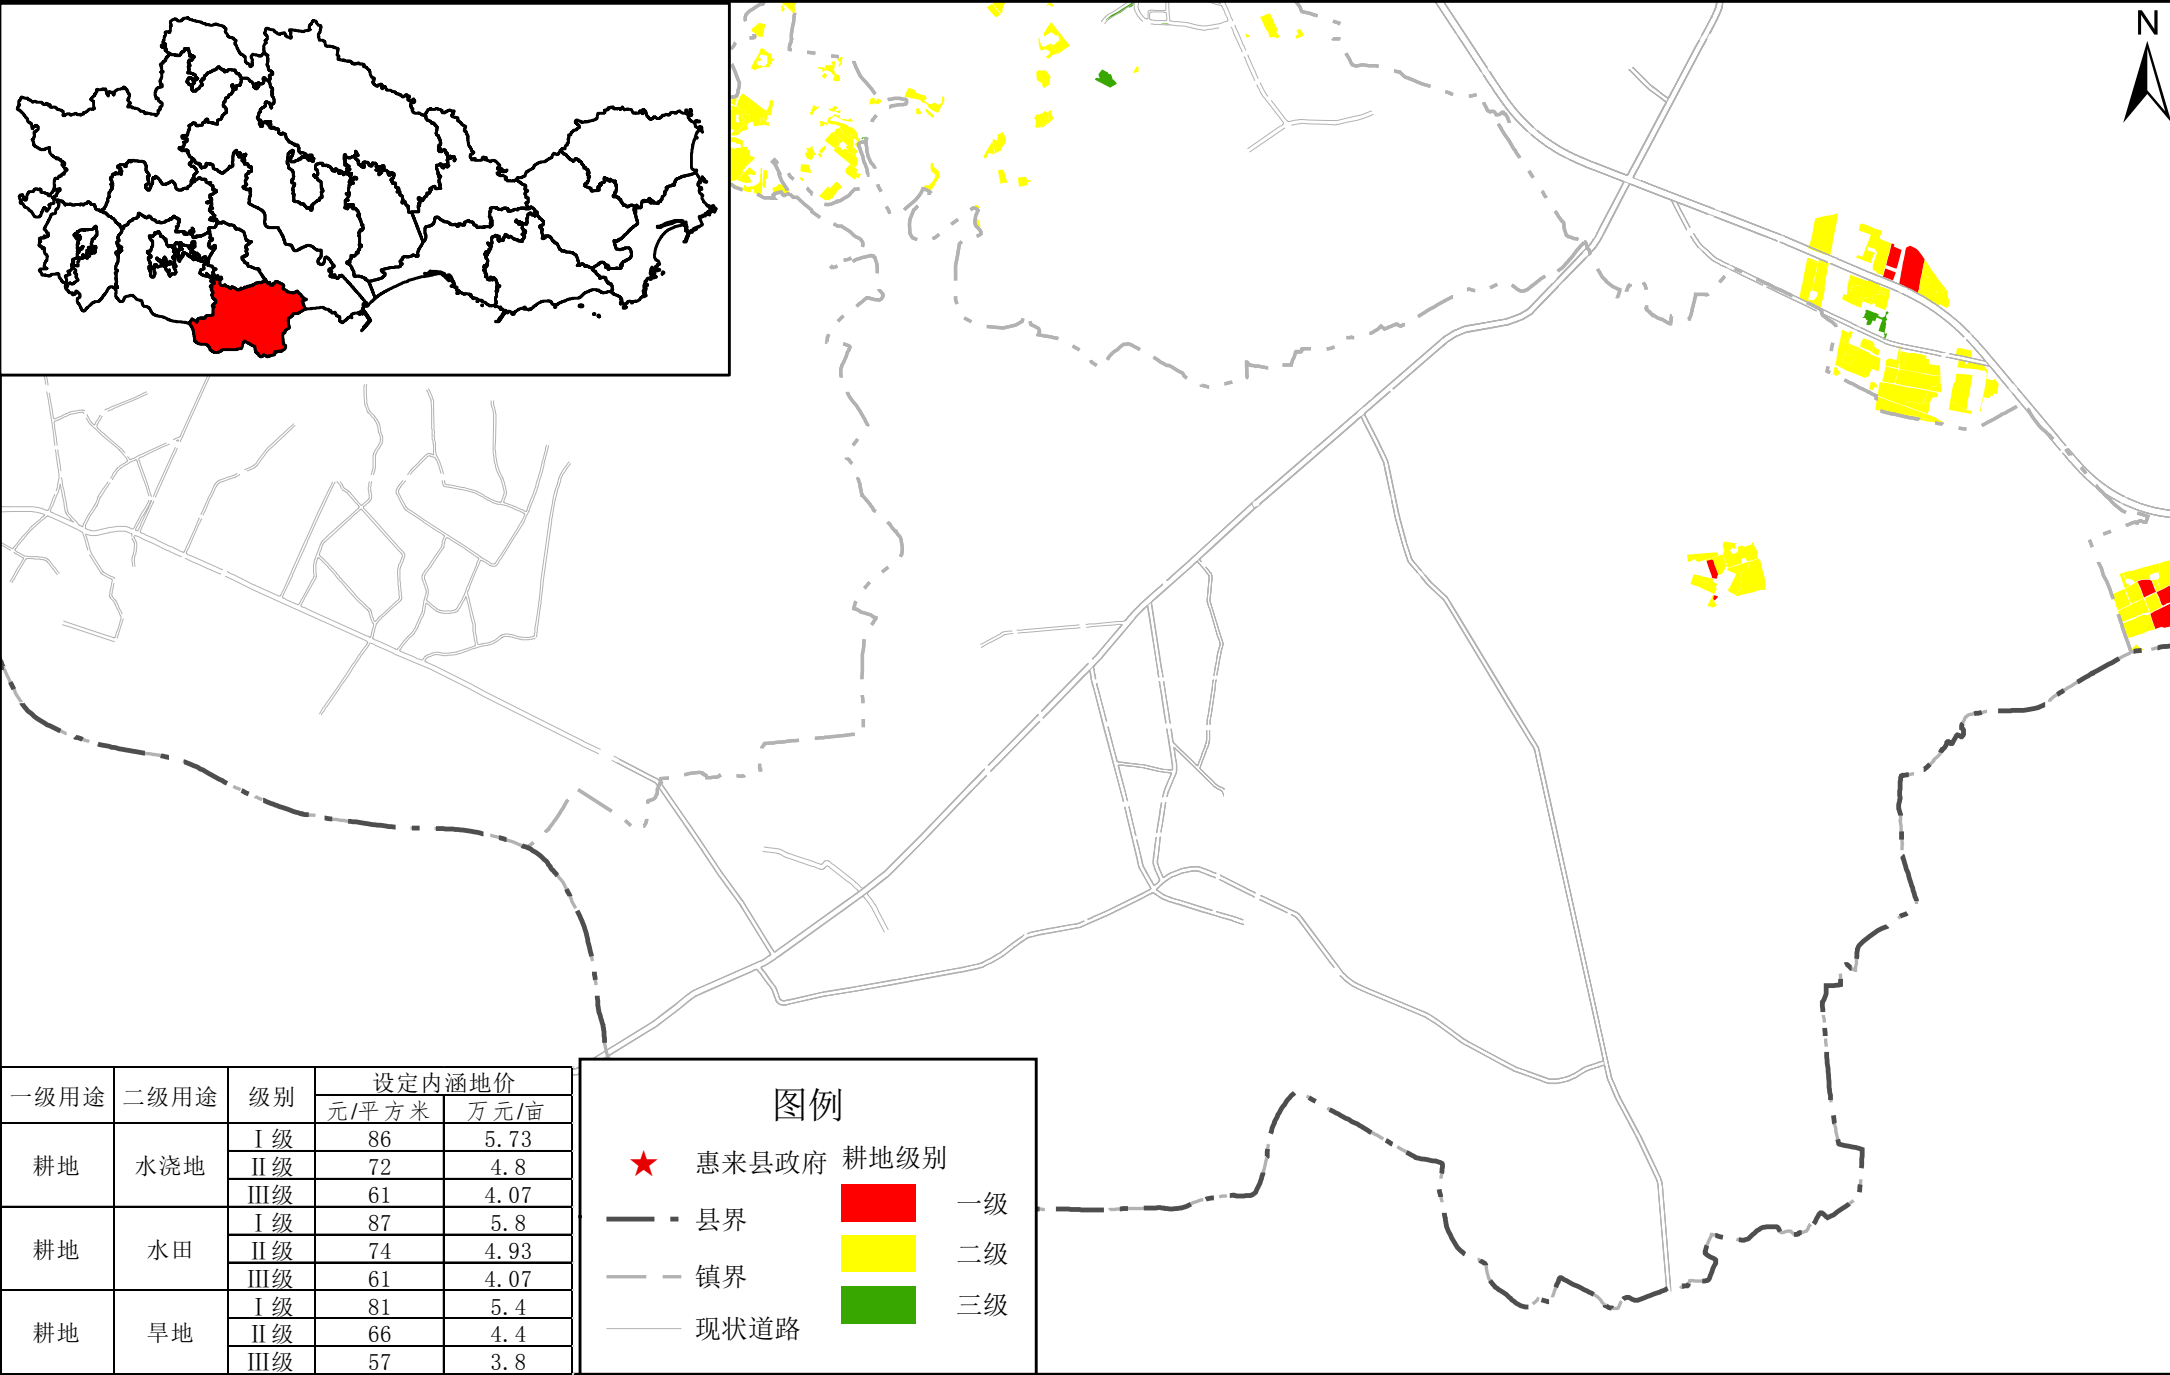 N
一级用途 二级用途 级别 设定内涵地价
元/平方米 万元/亩
耕地 水浇地 Ⅰ级 86 5.73
Ⅱ级 72 4.8
Ⅲ级 61 4.07
耕地 水田 Ⅰ级 87 5.8
Ⅱ级 74 4.93
Ⅲ级 61 4.07
耕地 旱地 Ⅰ级 81 5.4
Ⅱ级 66 4.4
Ⅲ级 57 3.8
图例
惠来县政府
县界
镇界
现状道路
耕地级别
一级
二级
三级